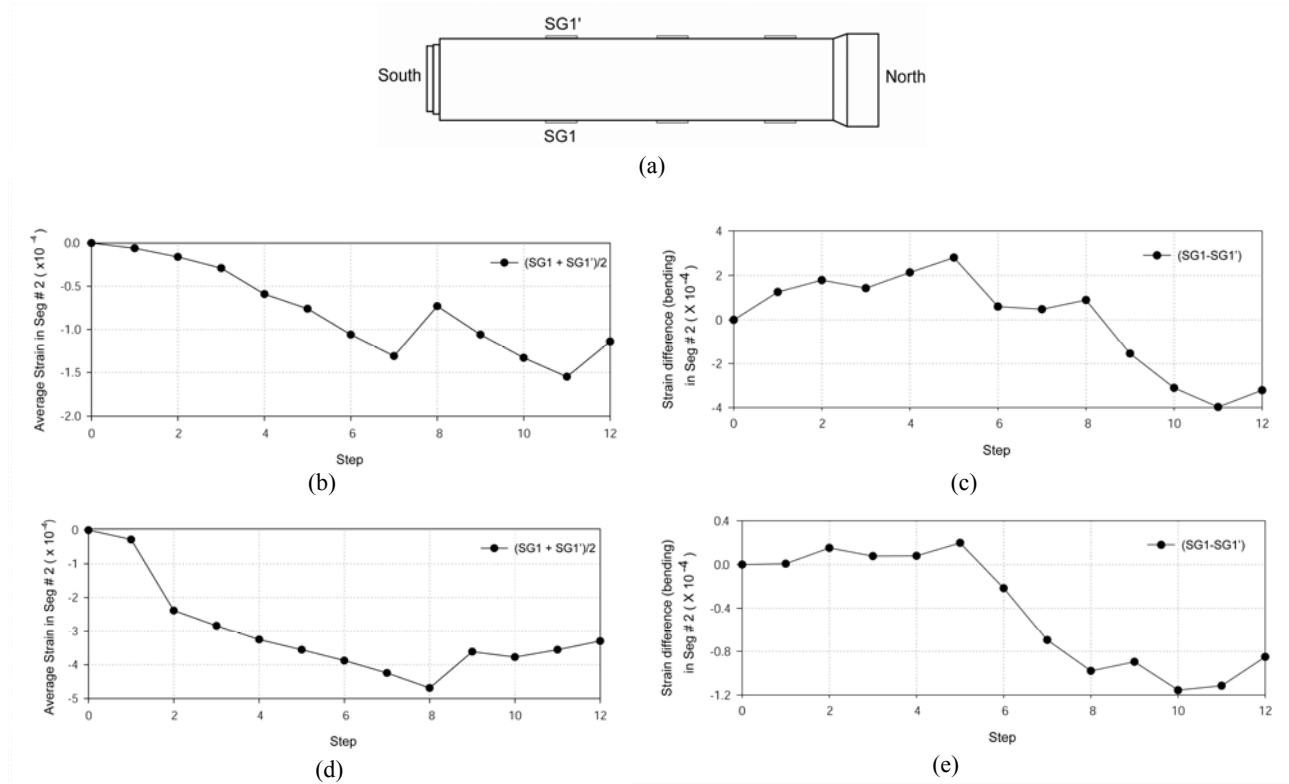 SG1'
South
North
SG1
(a)
Average Strain in Seg # 2 ( x10 -4)
0.0
-0.5
-1.0
-1.5
-2.0
(SG1 + SG1')/2
0 2 4 6 8 10 12
Step
(b)
Strain difference (bending)
in Seg # 2 ( X 10-4)
4
2
0
-2
-4
(SG1-SG1')
0 2 4 6 8 10 12
Step
(c)
Average Strain in Seg # 2 ( x 10-4)
0
-1
-2
-3
-4
-5
(SG1 + SG1')/2
0 2 4 6 8 10 12
Step
(d)
Strain difference (bending)
in Seg # 2 ( X 10-4)
0.4
0.0
-0.4
-0.8
-1.2
(SG1-SG1')
0 2 4 6 8 10 12
Step
(e)